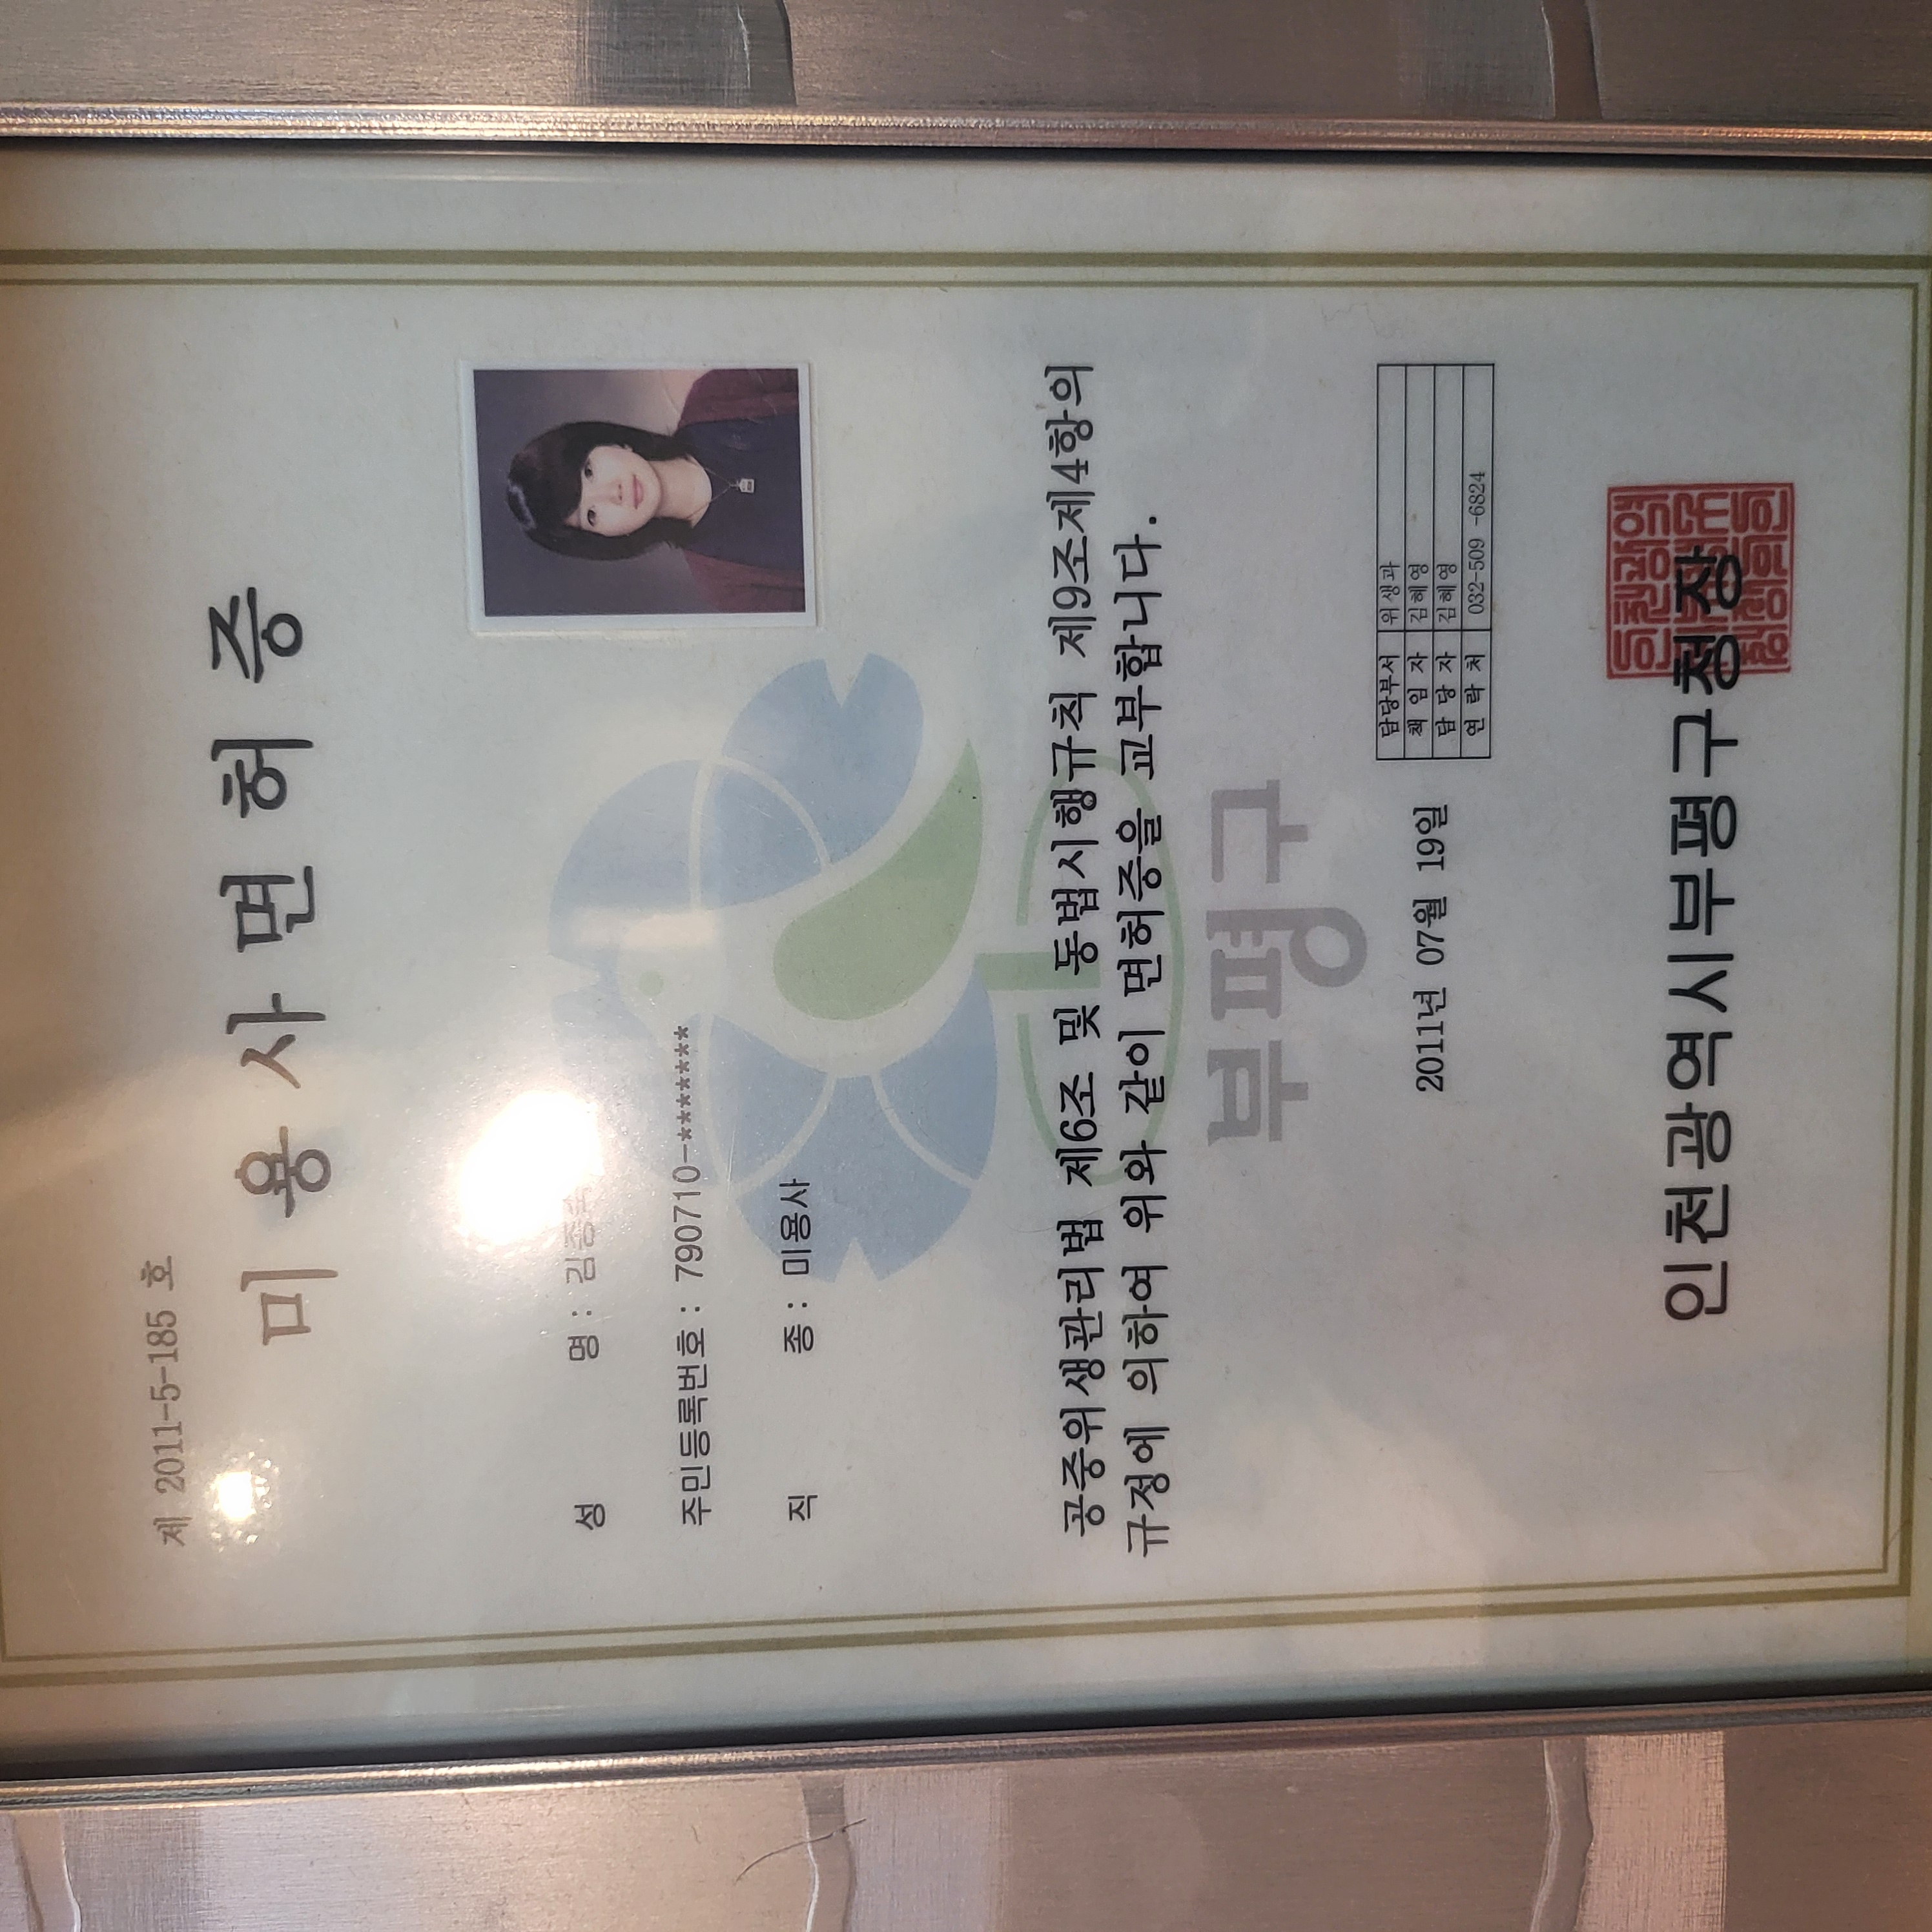 제 2011-5-185 호
미 용 사 면 허 증
성 명 :
주민등록번호 : 790710-*******
직 종 : 미용사
공중위생관리법 제6조 및 동법시행규칙 제9조제4항의
규정에 의하여 위와 같이 면허증을 교부합니다.
부평구
2011년 07월 19일
담당부서 위생과
책 임 자 김혜영
담 당 자 김혜영
연 락 처 032-509 -6824
인천광역시부평구청장